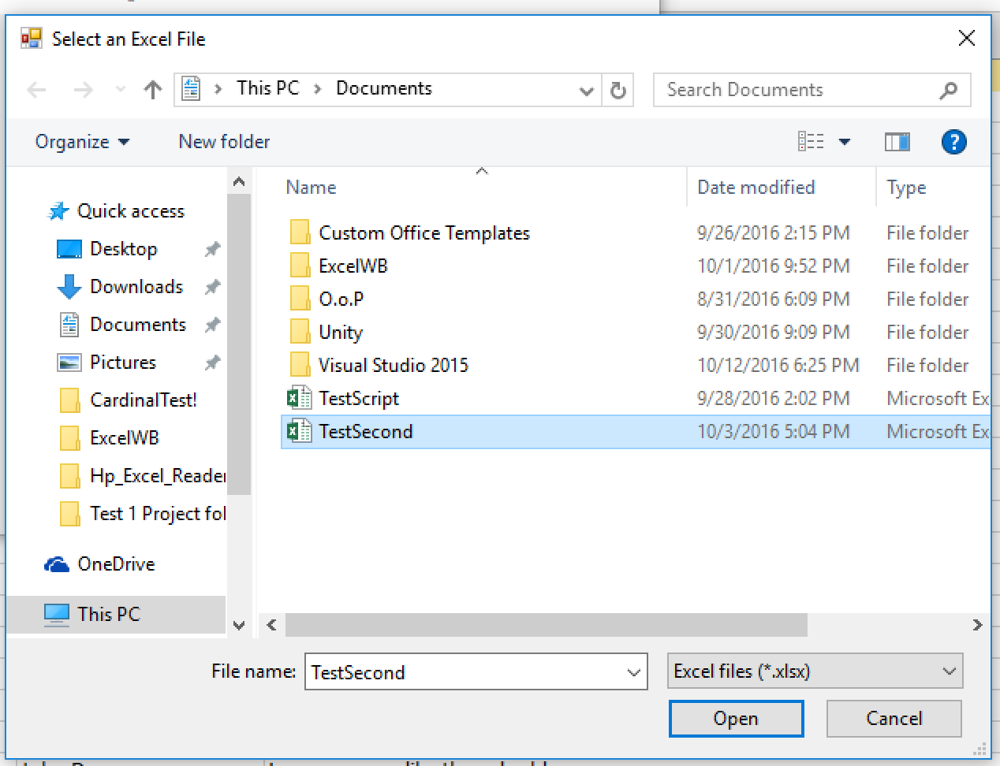 Select an Excel File
This PC > Documents
Search Documents
Organize
New folder
?
Name
Date modified
Type
Quick access
Desktop
Downloads
Documents
Pictures
CardinalTest!
ExcelWB
Hp_Excel_Reader
Test 1 Project fol
OneDrive
This PC
Custom Office Templates 9/26/2016 2:15 PM File folder
ExcelWB 10/1/2016 9:52 PM File folder
O.o.P 8/31/2016 6:09 PM File folder
Unity 9/30/2016 9:09 PM File folder
Visual Studio 2015 10/12/2016 6:25 PM File folder
TestScript 9/28/2016 2:02 PM Microsoft Ex
TestSecond 10/3/2016 5:04 PM Microsoft Ex
File name: TestSecond
Excel files (*.xlsx)
Open
Cancel